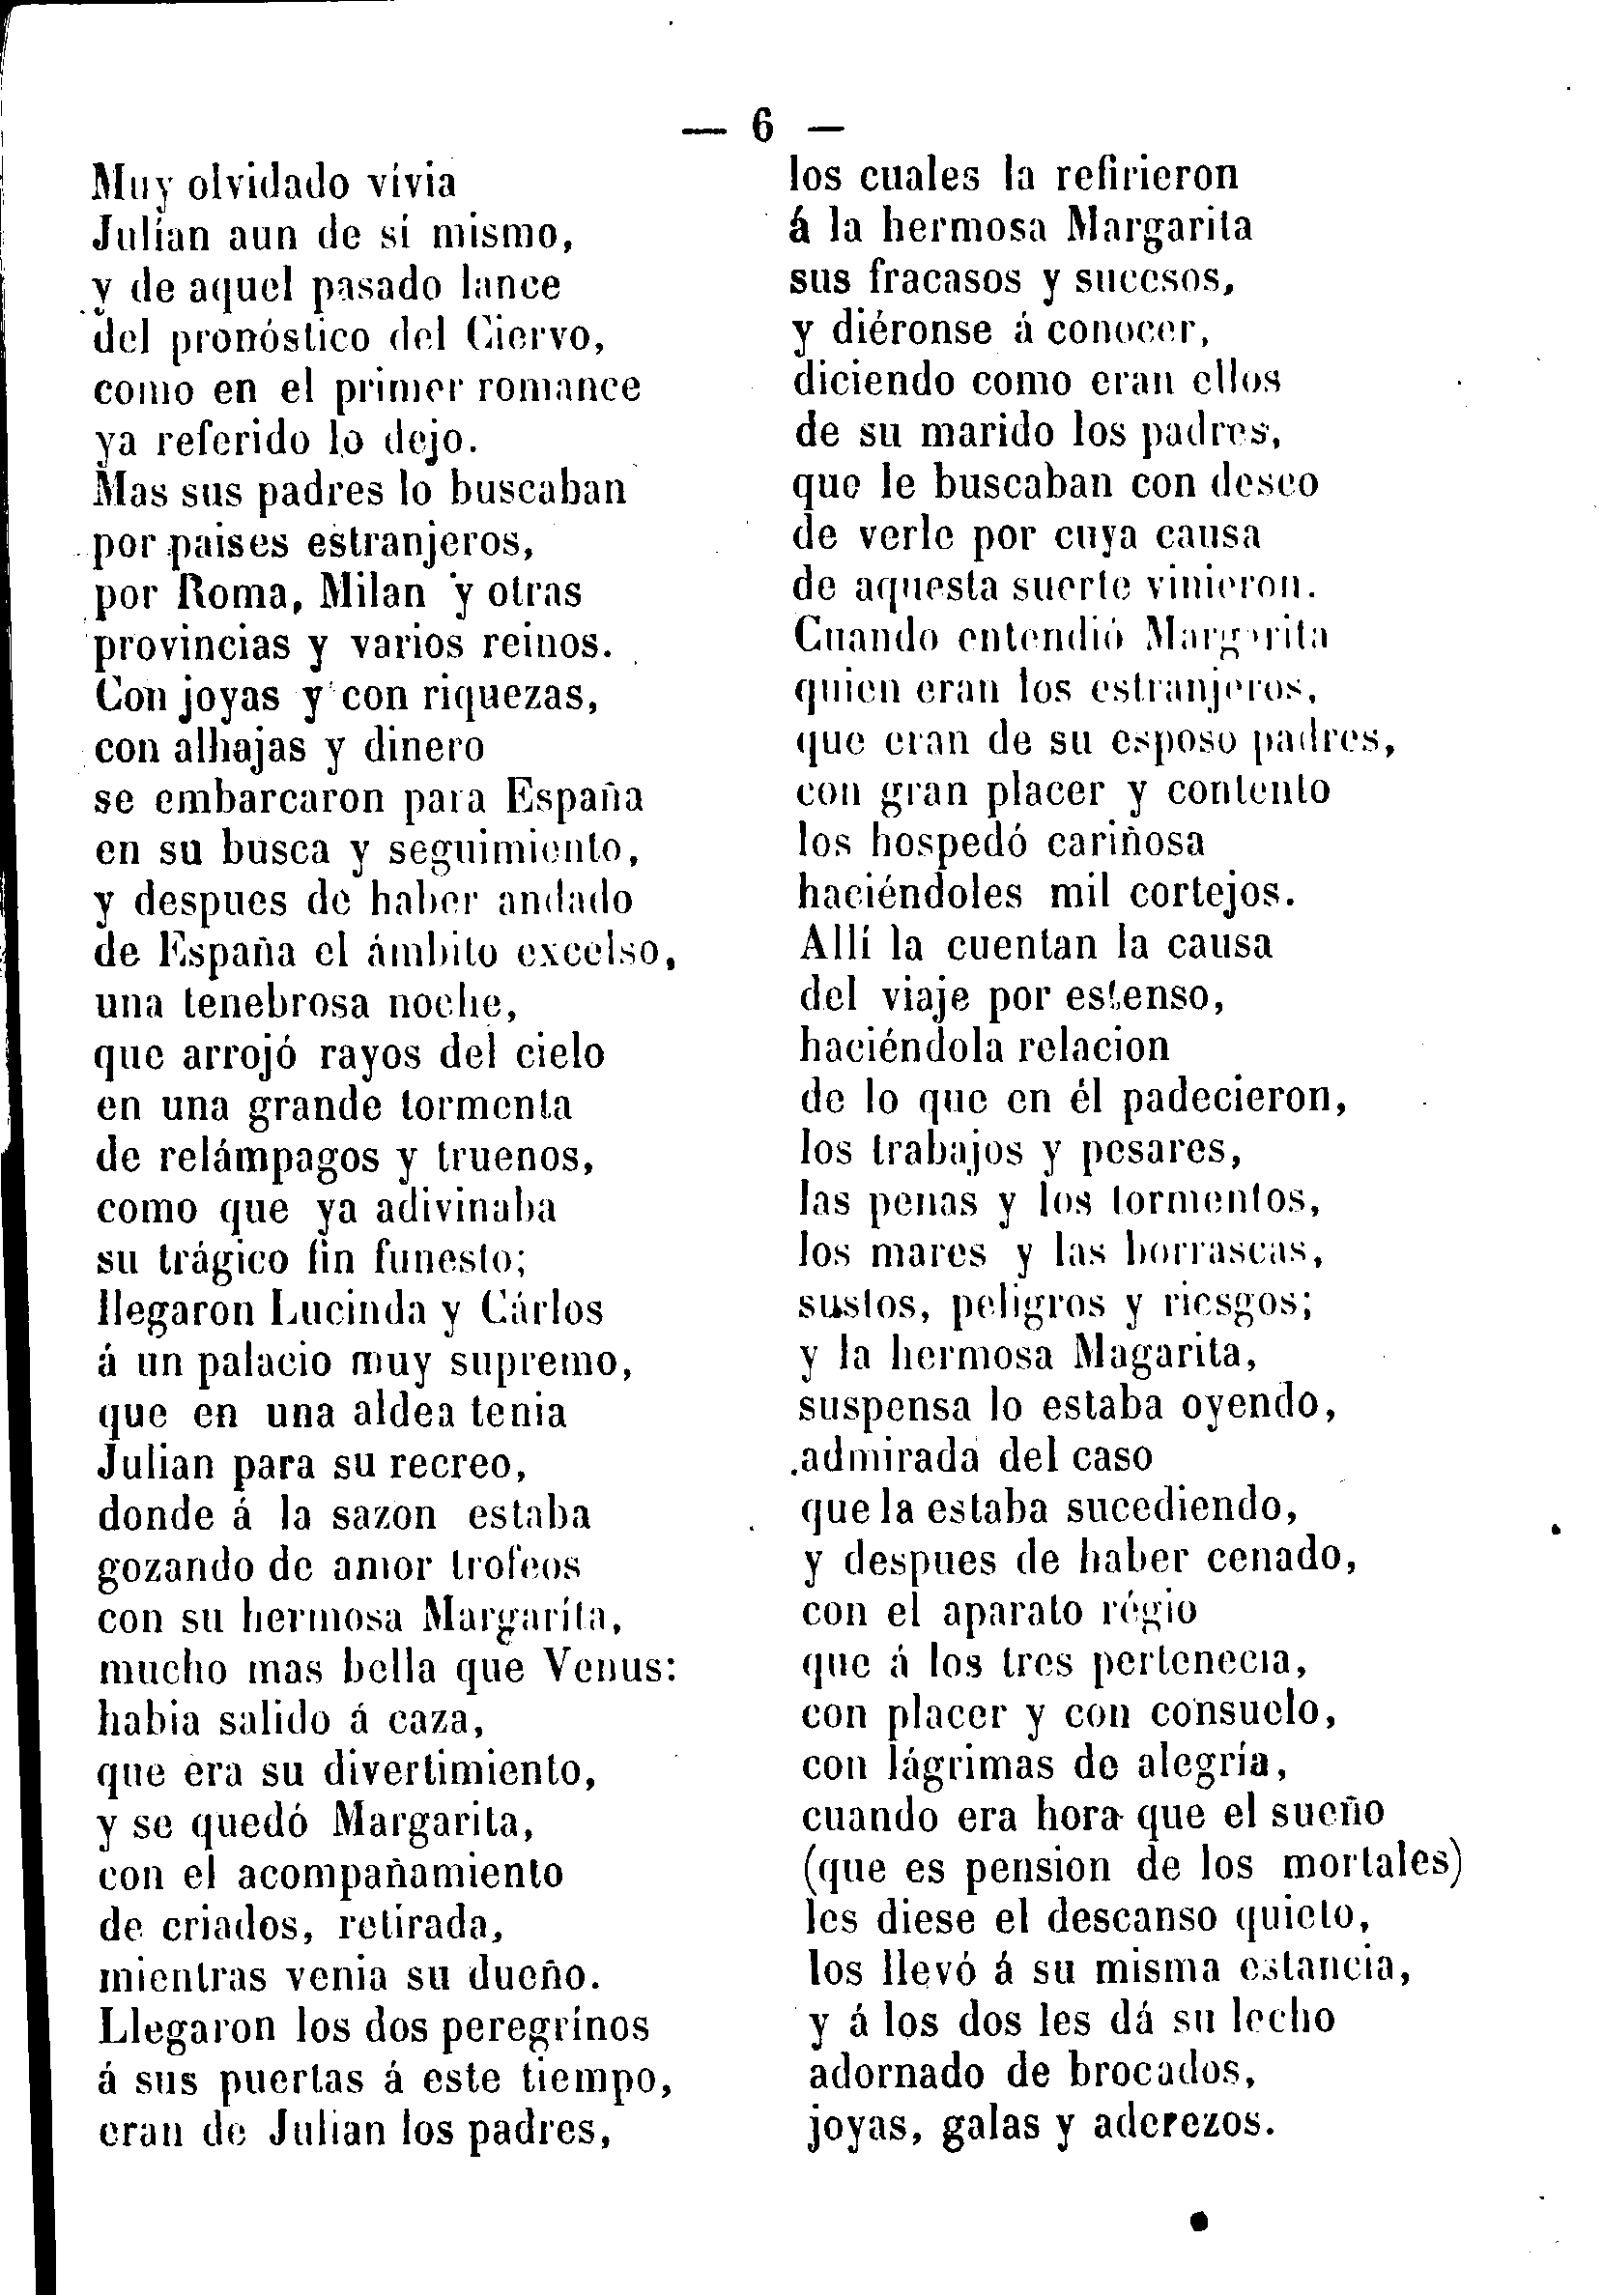 — 6 —
Muy olvidado vívia
Julían aun de sí mismo,
y de aquel pasado lance
del pronóstico del Ciervo,
como en el primer romance
ya referido lo dejo.
Mas sus padres lo buscaban
por paises estranjeros,
por Roma, Milan y otras
provincias y varios reinos.
Con joyas y con riquezas,
con alhajas y dinero
se embarcaron para España
en su busca y seguimiento,
y despues de haber andado
de España el ámbito excelso,
una tenebrosa noche,
que arrojó rayos del cielo
en una grande tormenta
de relámpagos y truenos,
como que ya adivinaba
su trágico fin funesto;
llegaron Lucinda y Cárlos
á un palacio muy supremo,
que en una aldea tenia
Julian para su recreo,
donde á la sazon estaba
gozando de amor trofeos
con su hermosa Margaríta,
mucho mas bella que Venus:
habia salido á caza,
que era su divertimiento,
y se quedó Margarita,
con el acompañamiento
de criados, retirada,
mientras venia su dueño.
Llegaron los dos peregrínos
á sus puertas á este tiempo,
eran de Julian los padres,
los cuales la refirieron
á la hermosa Margarita
sus fracasos y sucesos,
y diéronse á conocer,
diciendo como eran ellos
de su marido los padres,
que le buscaban con deseo
de verle por cuya causa
de aquesta suerte vinieron.
Cuando entendió Margarita
quien eran los estranjeros,
que eran de su esposo padres,
con gran placer y contento
los hospedó cariñosa
haciéndoles mil cortejos.
Allí la cuentan la causa
del viaje por estenso,
haciéndola relacion
de lo que en él padecieron,
los trabajos y pesares,
las penas y los tormentos,
los mares y las borrascas,
sustos, peligros y riesgos;
y la hermosa Magarita,
suspensa lo estaba oyendo,
admirada del caso
que la estaba sucediendo,
y despues de haber cenado,
con el aparato régio
que á los tres pertenecia,
con placer y con consuelo,
con lágrimas de alegría,
cuando era hora que el sueño
(que es pension de los mortales)
les diese el descanso quieto,
los llevó á su misma estancia,
y á los dos les dá su lecho
adornado de brocados,
joyas, galas y aderezos.